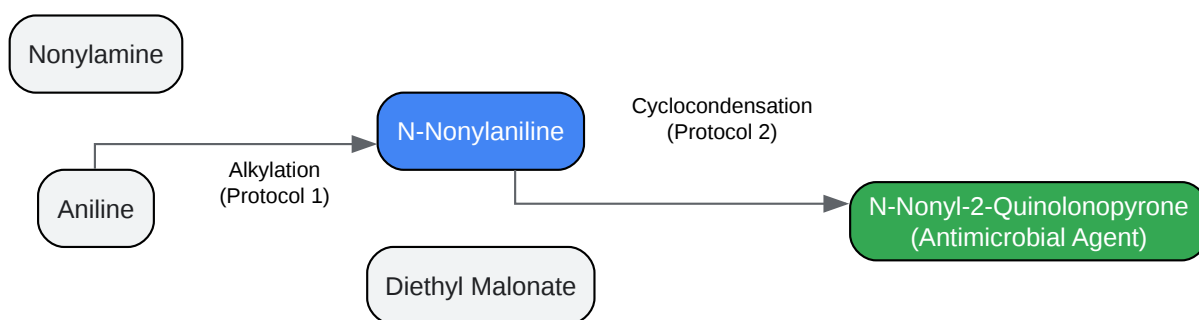 Nonylamine
Aniline
Alkylation
(Protocol 1)
N-Nonylaniline
Diethyl Malonate
Cyclocondensation
(Protocol 2)
N-Nonyl-2-Quinolonopyrone
(Antimicrobial Agent)